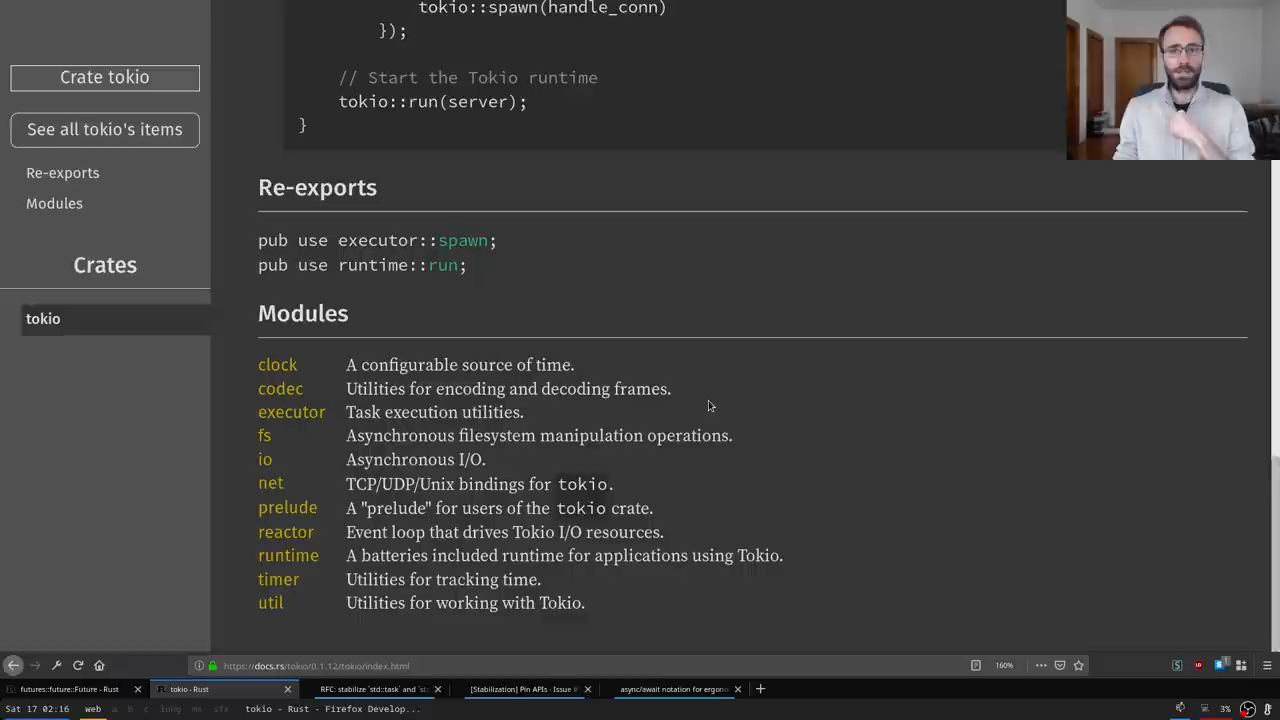 tokio::spawn(handle_conn)
});
// Start the Tokio runtime
tokio::run(server);
}
Crate tokio
See all tokio's items
Re-exports
Modules
Crates
tokio
Re-exports
pub use executor::spawn;
pub use runtime::run;
Modules
clock A configurable source of time.
codec Utilities for encoding and decoding frames.
executor Task execution utilities.
fs Asynchronous filesystem manipulation operations.
io Asynchronous I/O.
net TCP/UDP/Unix bindings for tokio.
prelude A "prelude" for users of the tokio crate.
reactor Event loop that drives Tokio I/O resources.
runtime A batteries included runtime for applications using Tokio.
timer Utilities for tracking time.
util Utilities for working with Tokio.
https://docs.rs/tokio/0.1.12/tokio/index.html 160%
futures::future::Future - Rust tokio - Rust RFC: stabilize `std::task` and `st [Stabilization] Pin APIs · Issue # async/await notation for ergono
Sat 17 02:16 web a h c lung mx sfx tokio - Rust - Firefox Develop... 3%